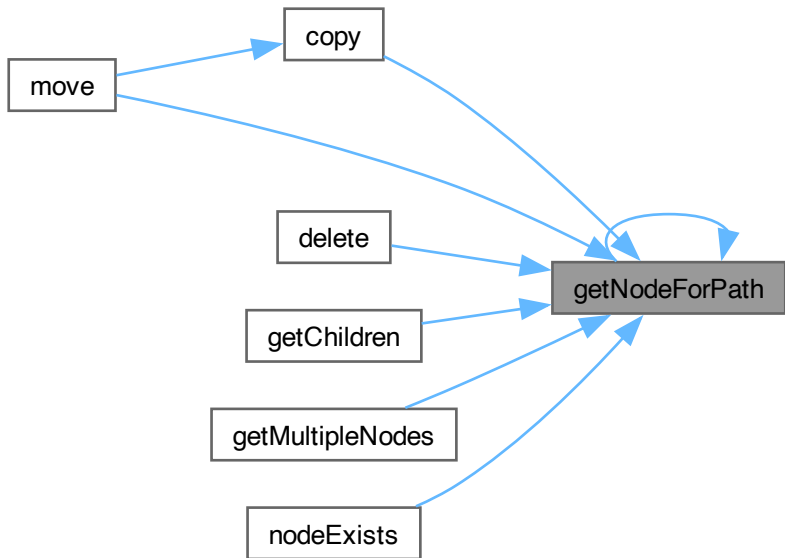 copy
move
delete
getNodeForPath
getChildren
getMultipleNodes
nodeExists